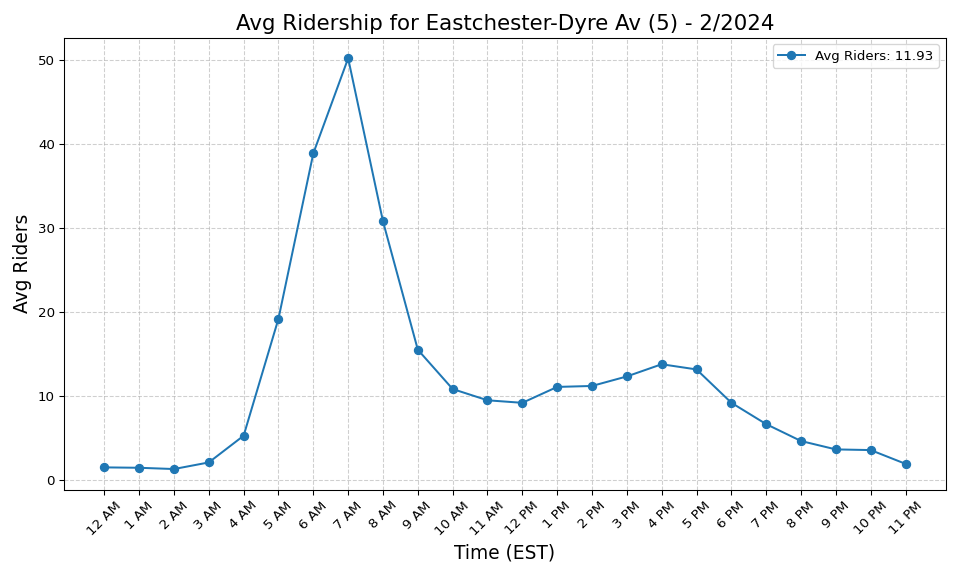 Avg Ridership for Eastchester-Dyre Av (5) - 2/2024
Avg Riders: 11.93
Avg Riders
50
40
30
20
10
0
12 AM 1 AM 2 AM 3 AM 4 AM 5 AM 6 AM 7 AM 8 AM 9 AM 10 AM 11 AM 12 PM 1 PM 2 PM 3 PM 4 PM 5 PM 6 PM 7 PM 8 PM 9 PM 10 PM 11 PM
Time (EST)